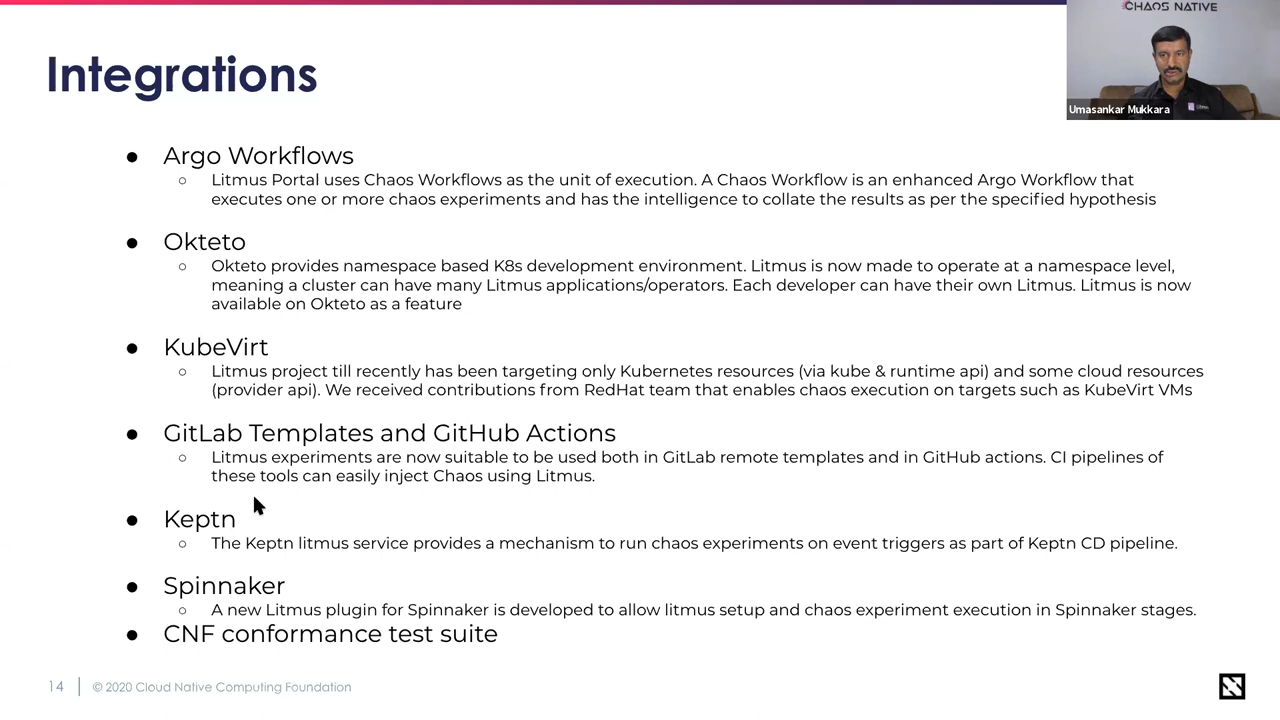 CHAOS NATIVE
Integrations
Umasankar Mukkara
● Argo Workflows
○ Litmus Portal uses Chaos Workflows as the unit of execution. A Chaos Workflow is an enhanced Argo Workflow that
executes one or more chaos experiments and has the intelligence to collate the results as per the specified hypothesis
● Okteto
○ Okteto provides namespace based K8s development environment. Litmus is now made to operate at a namespace level,
meaning a cluster can have many Litmus applications/operators. Each developer can have their own Litmus. Litmus is now
available on Okteto as a feature
● KubeVirt
○ Litmus project till recently has been targeting only Kubernetes resources (via kube & runtime api) and some cloud resources
(provider api). We received contributions from RedHat team that enables chaos execution on targets such as KubeVirt VMs
● GitLab Templates and GitHub Actions
○ Litmus experiments are now suitable to be used both in GitLab remote templates and in GitHub actions. CI pipelines of
these tools can easily inject Chaos using Litmus.
● Keptn
○ The Keptn litmus service provides a mechanism to run chaos experiments on event triggers as part of Keptn CD pipeline.
● Spinnaker
○ A new Litmus plugin for Spinnaker is developed to allow litmus setup and chaos experiment execution in Spinnaker stages.
● CNF conformance test suite
14
© 2020 Cloud Native Computing Foundation